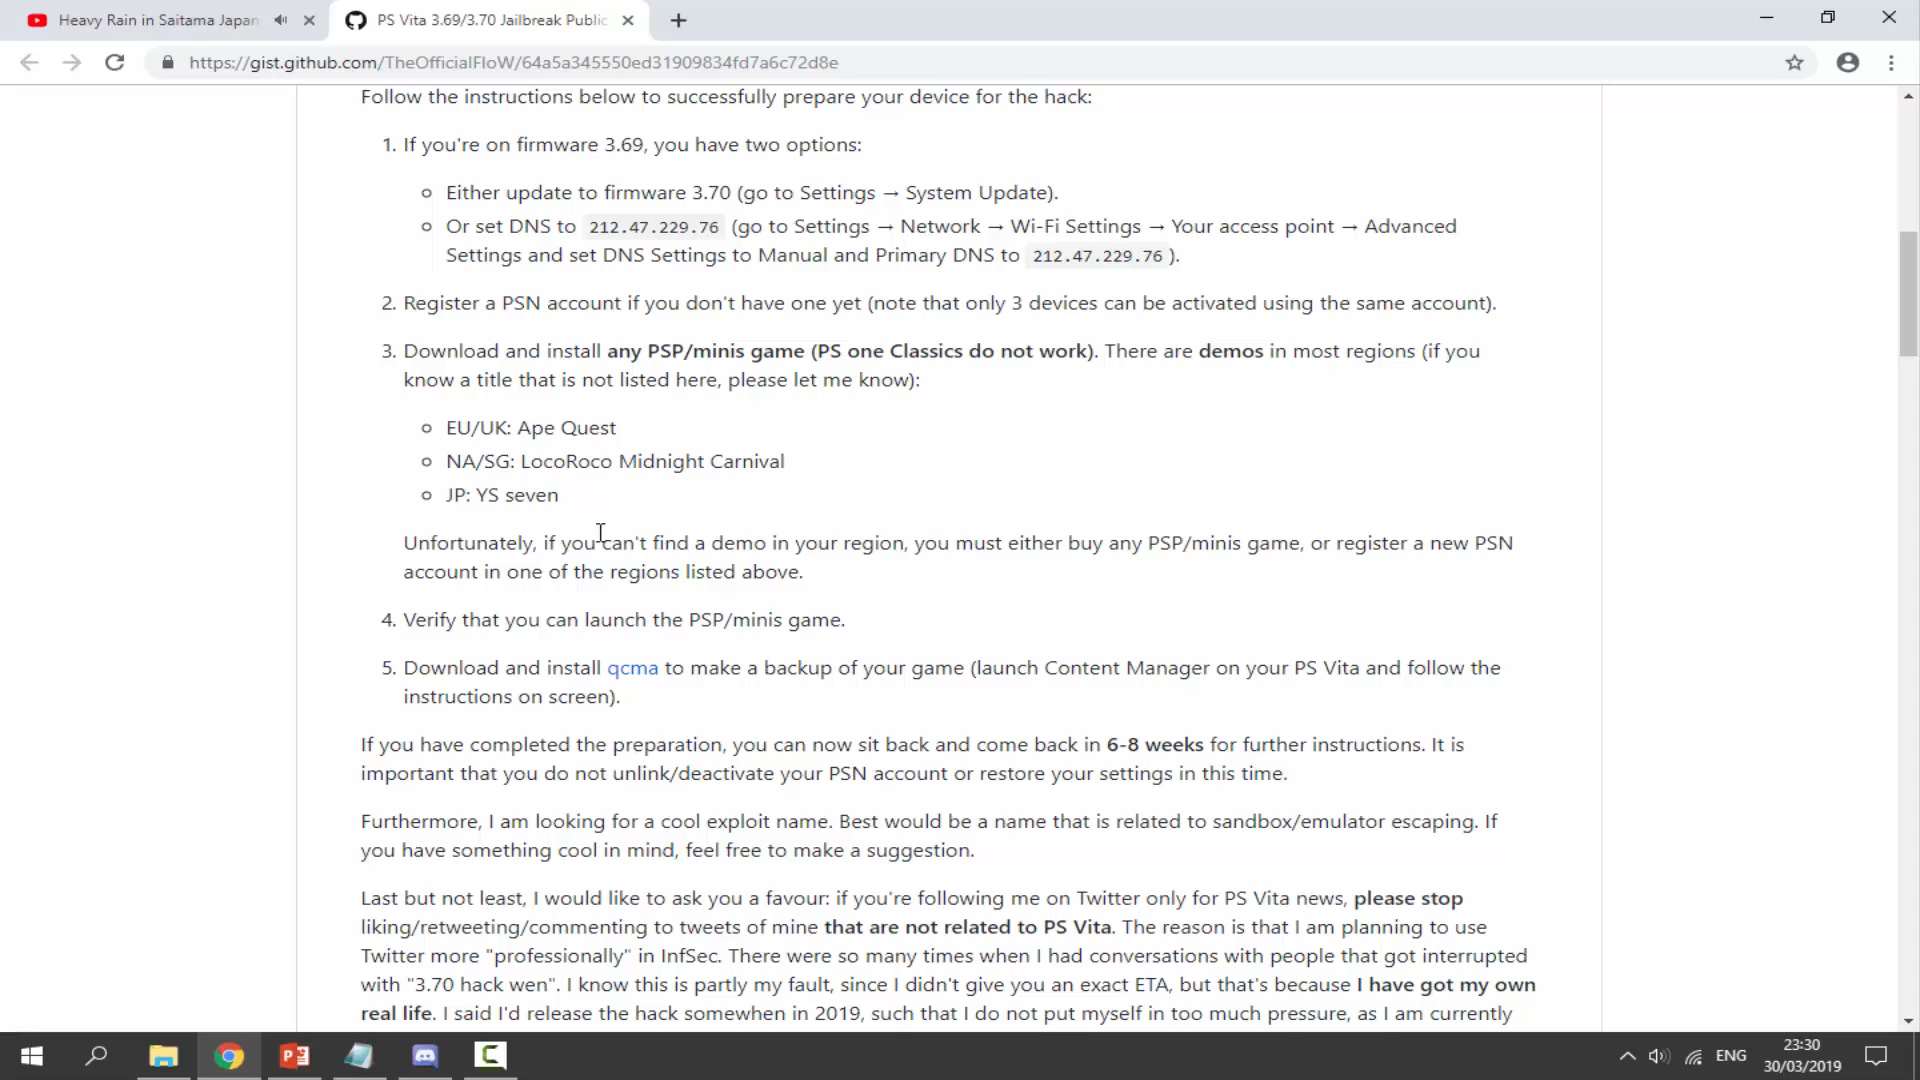 Heavy Rain in Saitama Japan
PS Vita 3.69/3.70 Jailbreak Public
https://gist.github.com/TheOfficialFloW/64a5a345550ed31909834fd7a6c72d8e
Follow the instructions below to successfully prepare your device for the hack:
1. If you're on firmware 3.69, you have two options:
Either update to firmware 3.70 (go to Settings → System Update).
Or set DNS to 212.47.229.76 (go to Settings → Network → Wi-Fi Settings → Your access point → Advanced
Settings and set DNS Settings to Manual and Primary DNS to 212.47.229.76 ).
2. Register a PSN account if you don't have one yet (note that only 3 devices can be activated using the same account).
3. Download and install any PSP/minis game (PS one Classics do not work). There are demos in most regions (if you
know a title that is not listed here, please let me know):
EU/UK: Ape Quest
NA/SG: LocoRoco Midnight Carnival
JP: YS seven
Unfortunately, if you can't find a demo in your region, you must either buy any PSP/minis game, or register a new PSN
account in one of the regions listed above.
4. Verify that you can launch the PSP/minis game.
5. Download and install qcma to make a backup of your game (launch Content Manager on your PS Vita and follow the
instructions on screen).
If you have completed the preparation, you can now sit back and come back in 6-8 weeks for further instructions. It is
important that you do not unlink/deactivate your PSN account or restore your settings in this time.
Furthermore, I am looking for a cool exploit name. Best would be a name that is related to sandbox/emulator escaping. If
you have something cool in mind, feel free to make a suggestion.
Last but not least, I would like to ask you a favour: if you're following me on Twitter only for PS Vita news, please stop
liking/retweeting/commenting to tweets of mine that are not related to PS Vita. The reason is that I am planning to use
Twitter more "professionally" in InfSec. There were so many times when I had conversations with people that got interrupted
with "3.70 hack wen". I know this is partly my fault, since I didn't give you an exact ETA, but that's because I have got my own
real life. I said I'd release the hack somewhen in 2019, such that I do not put myself in too much pressure, as I am currently
ENG
23:30
30/03/2019